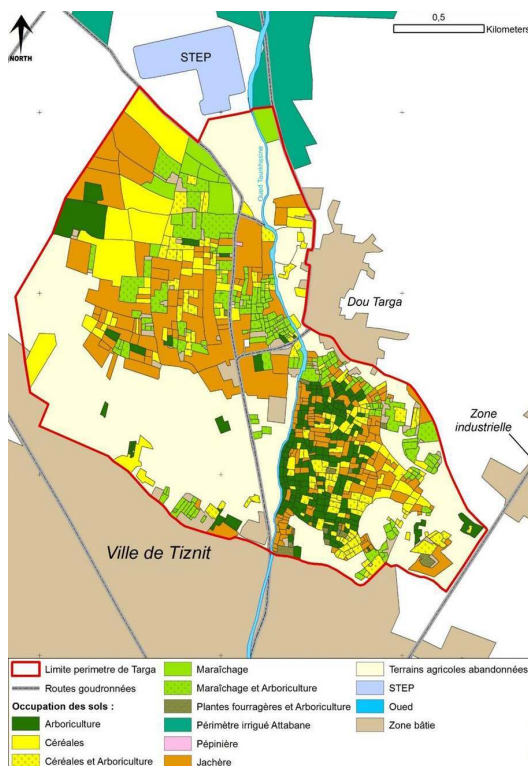 0,5
Kilometers
NORTH
STEP
Oued Toukhssine
Dou Targa
Zone
industrielle
Ville de Tiznit
Limite perimetre de Targa
Routes goudronnées
Occupation des sols :
Arboriculture
Céréales
Céréales et Arboriculture
Maraîchage
Maraîchage et Arboriculture
Plantes fourragères et Arboriculture
Périmètre irrigué Attabane
Pépinière
Jachère
Terrains agricoles abandonnées
STEP
Oued
Zone bâtie